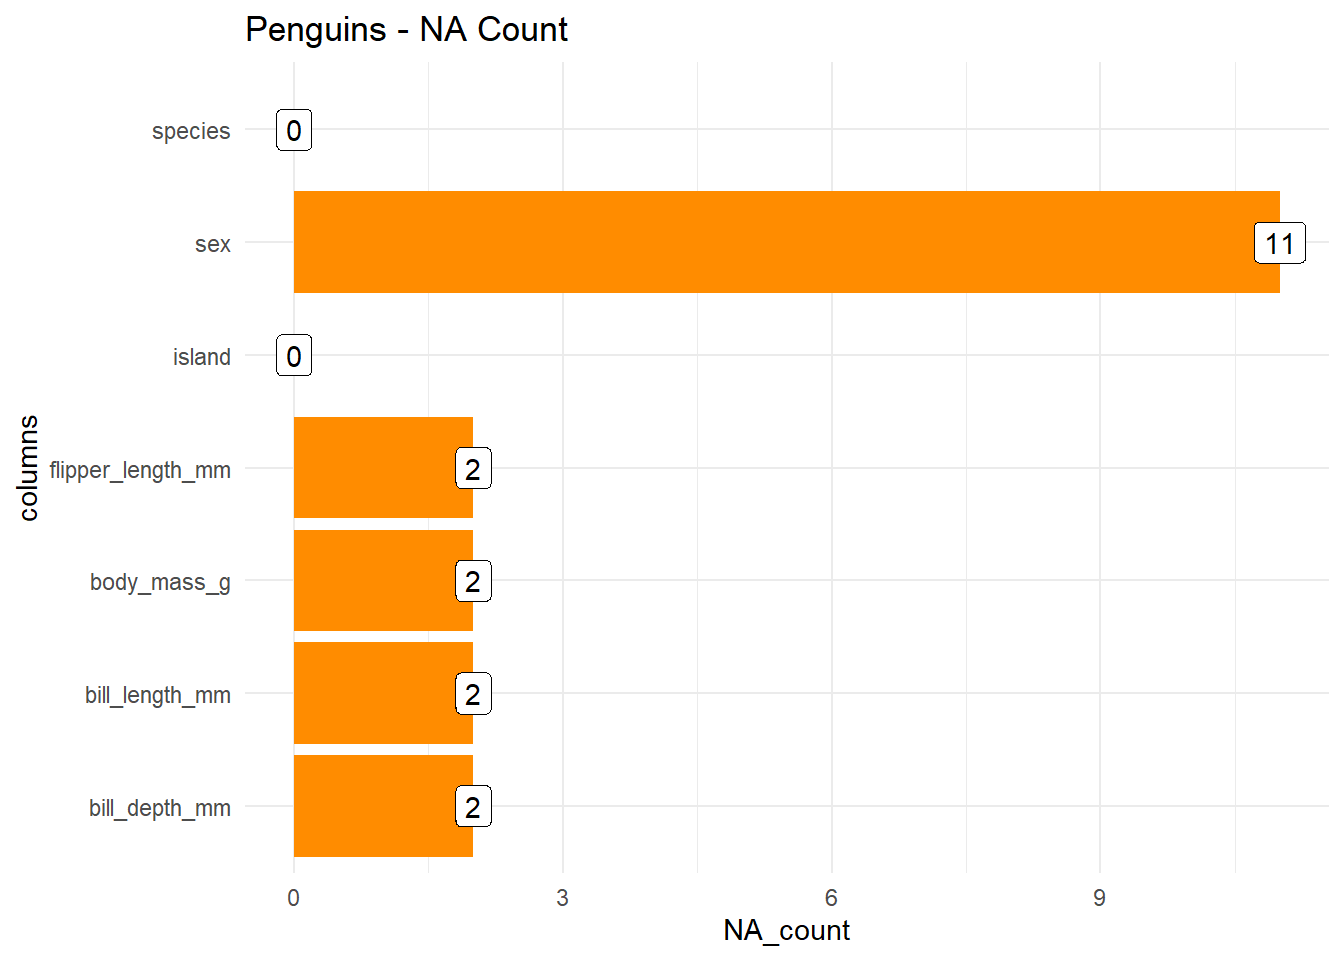 Penguins - NA Count
species
0
sex
11
island
0
columns
flipper_length_mm
2
body_mass_g
2
bill_length_mm
2
bill_depth_mm
2
0 3 6 9
NA_count